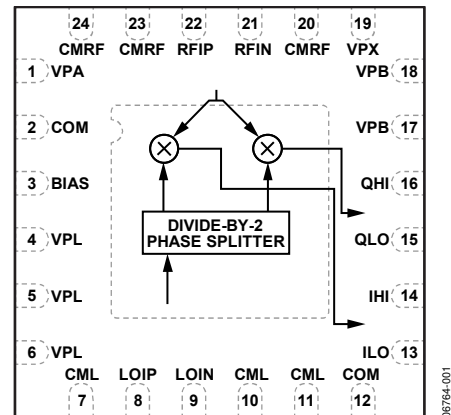 24 23 22 21 20 19
CMRF CMRF RFIP RFIN CMRF VPX
1 VPA
VPB 18
2 COM
VPB 17
3 BIAS
QHI 16
DIVIDE-BY-2
PHASE SPLITTER
4 VPL
QLO 15
5 VPL
IHI 14
6 VPL
ILO 13
CML LOIP LOIN CML CML COM
7 8 9 10 11 12
06764-001